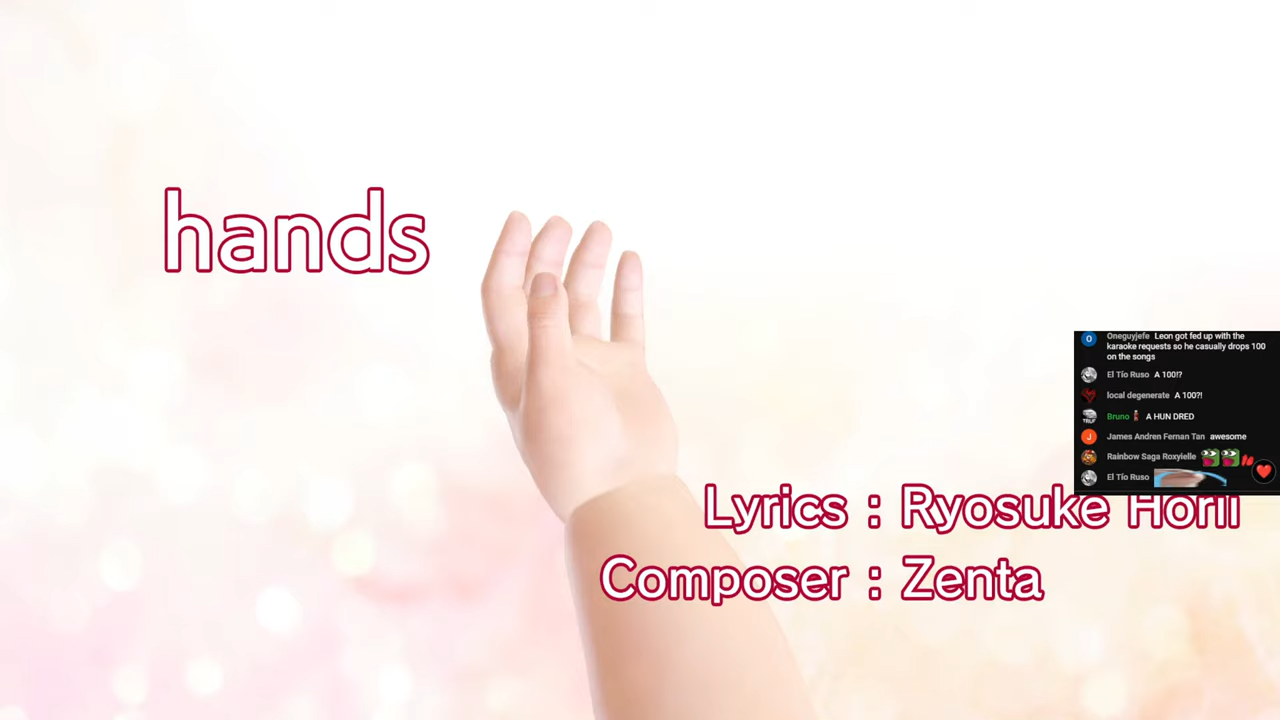 hands
Oneguyjefe Leon got fed up with the
karaoke requests so he casually drops 100
on the songs
El Tío Ruso A 100!?
local degenerate A 100?!
Bruno A HUN DRED
James Andren Fernan Tan awesome
Rainbow Saga Roxyielle
El Tío Ruso
Lyrics : Ryosuke Horii
Composer : Zenta